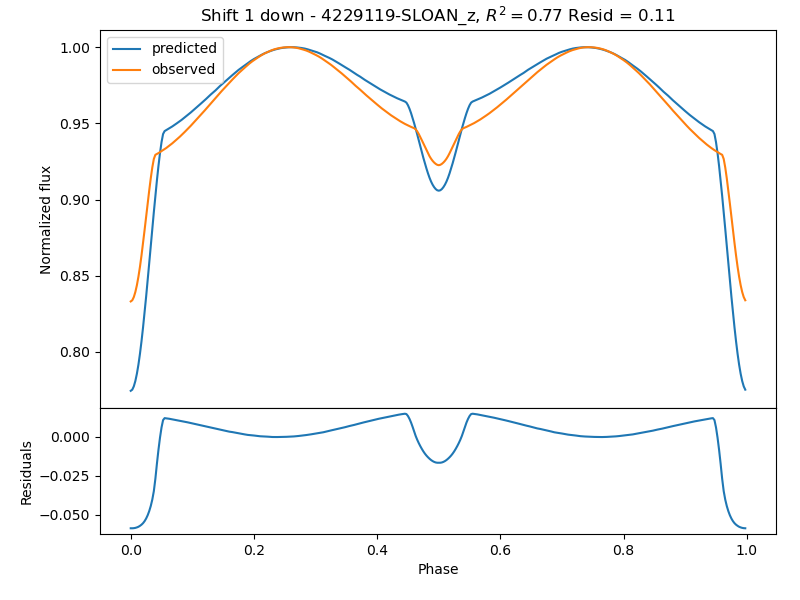 Shift 1 down - 4229119-SLOAN_z, $R^2 = 0.77$ Resid = 0.11
predicted
observed
Normalized flux
1.00
0.95
0.90
0.85
0.80
Residuals
0.000
−0.025
−0.050
0.0
0.2
0.4
0.6
0.8
1.0
Phase